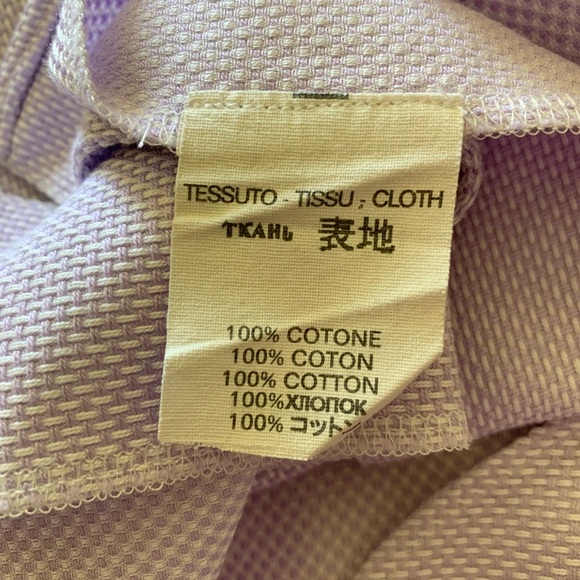 TESSUTO - TISSU - CLOTH
ткань 表地
100% COTONE
100% COTON
100% COTTON
100% ХЛОПОК
100% コットン